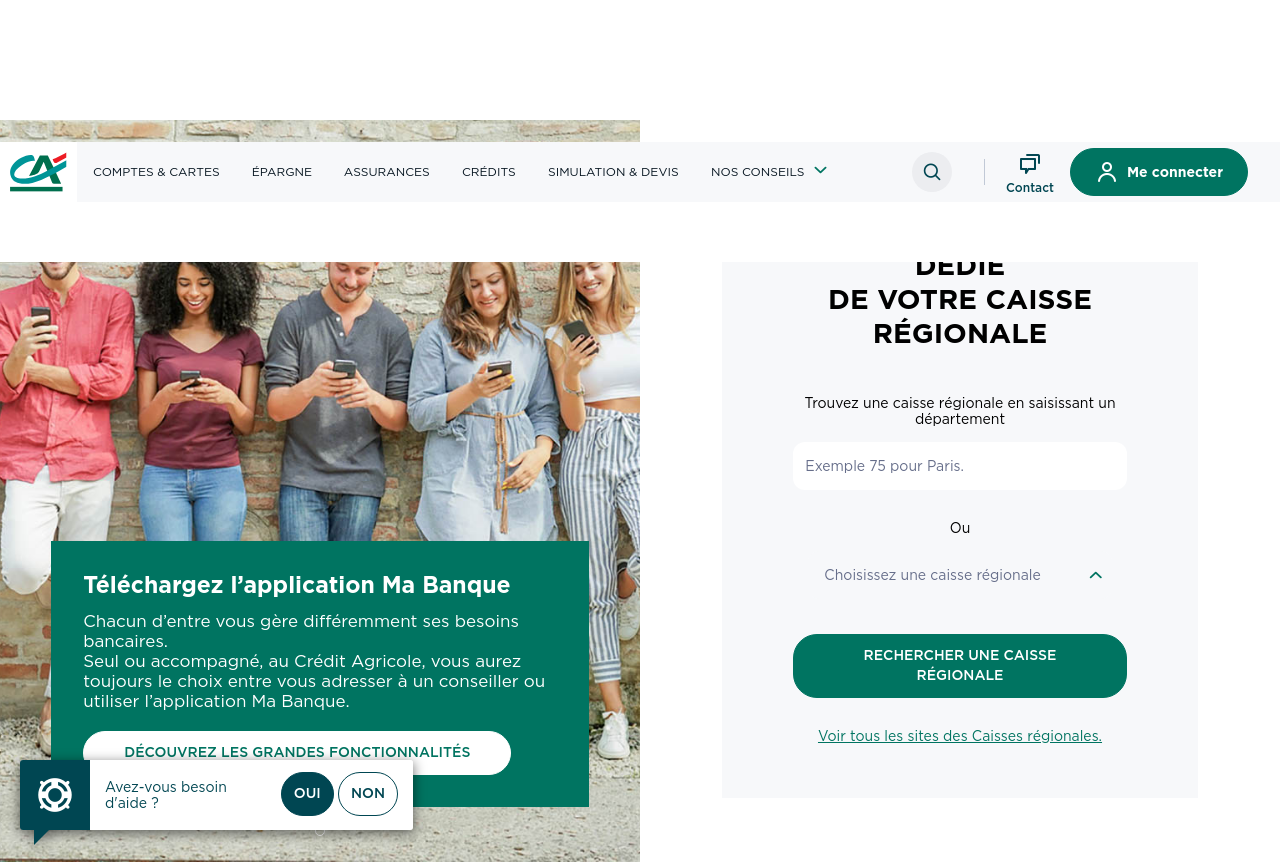 COMPTES & CARTES
ÉPARGNE
ASSURANCES
CRÉDITS
SIMULATION & DEVIS
NOS CONSEILS
Contact
Me connecter
DÉDIÉ
DE VOTRE CAISSE
RÉGIONALE
Trouvez une caisse régionale en saisissant un
département
Exemple 75 pour Paris.
Ou
Choisissez une caisse régionale
RECHERCHER UNE CAISSE
RÉGIONALE
Voir tous les sites des Caisses régionales.
Téléchargez l’application Ma Banque
Chacun d’entre vous gère différemment ses besoins
bancaires.
Seul ou accompagné, au Crédit Agricole, vous aurez
toujours le choix entre vous adresser à un conseiller ou
utiliser l’application Ma Banque.
DÉCOUVREZ LES GRANDES FONCTIONNALITÉS
Avez-vous besoin
d'aide ?
OUI
NON